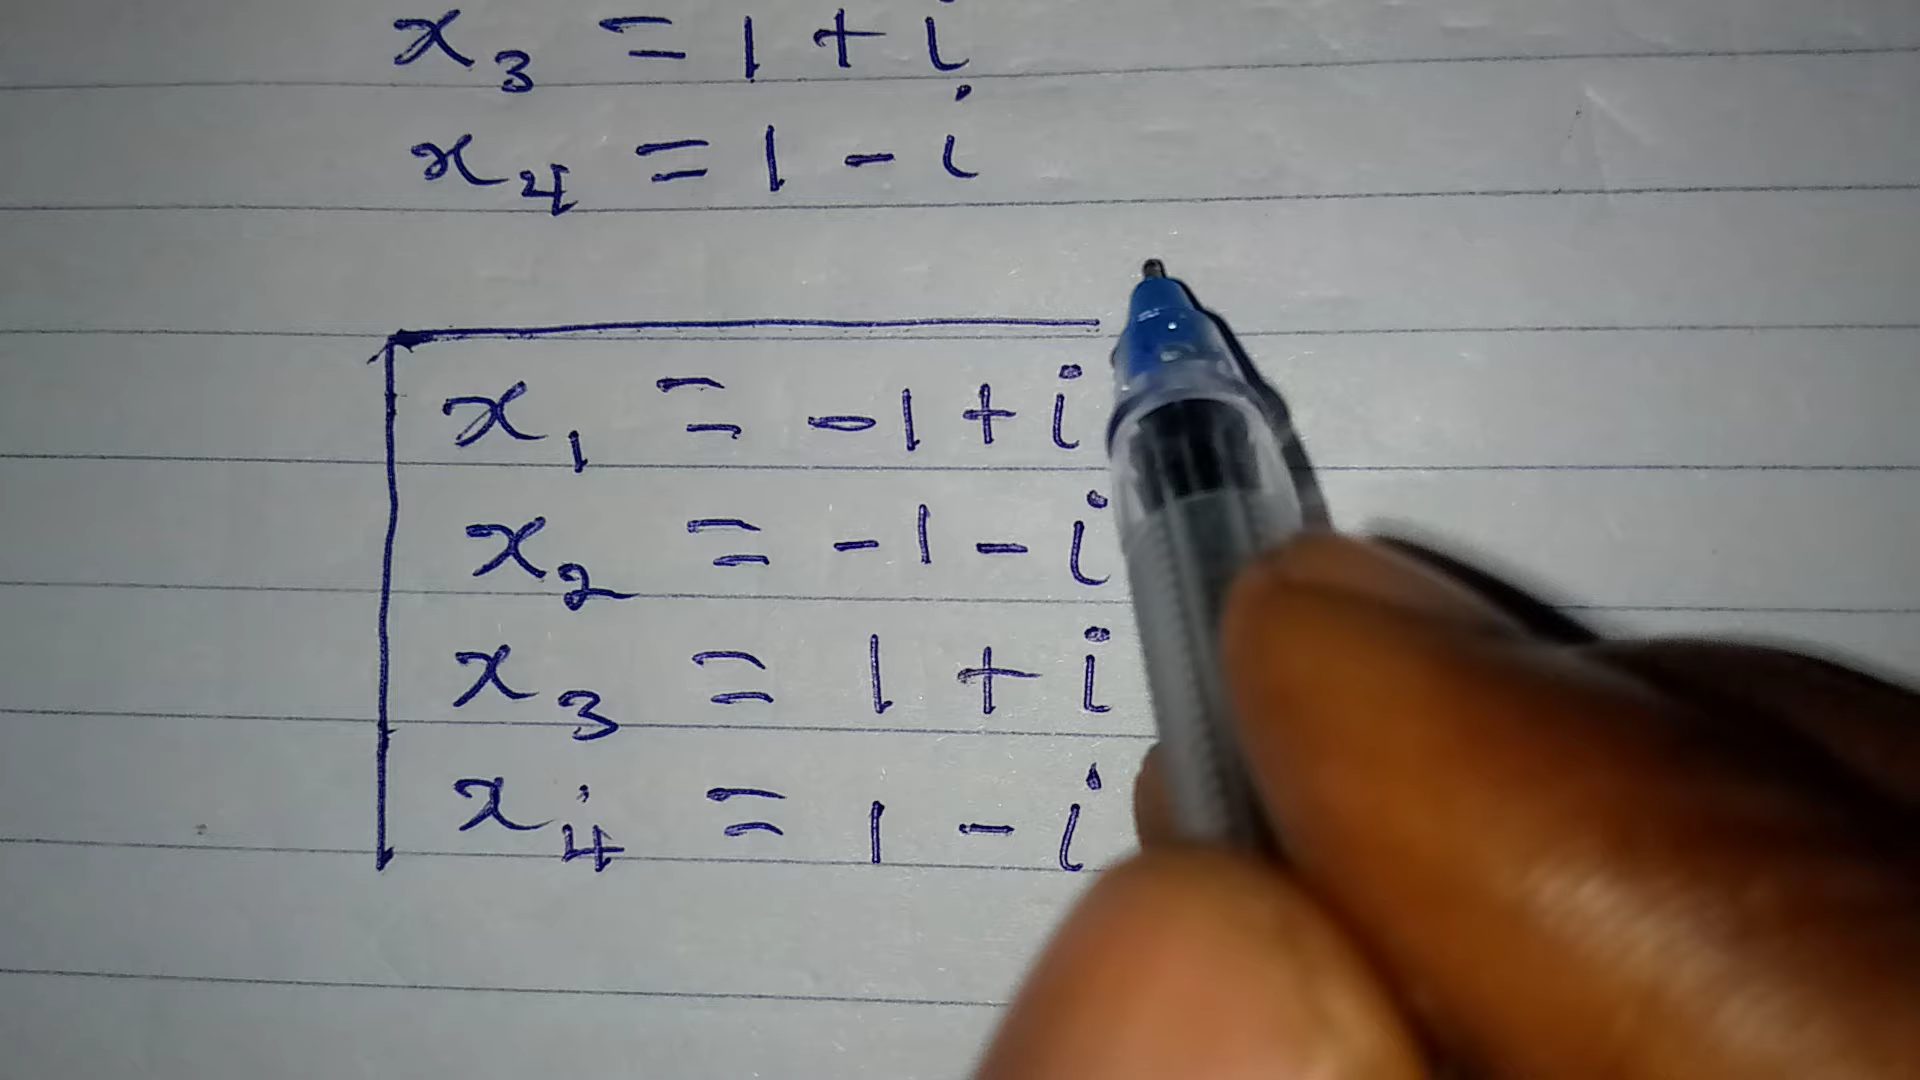 x₃ = 1 + i
x₄ = 1 - i
x₁ = -1 + i
x₂ = -1 - i
x₃ = 1 + i
x₄ = 1 - i